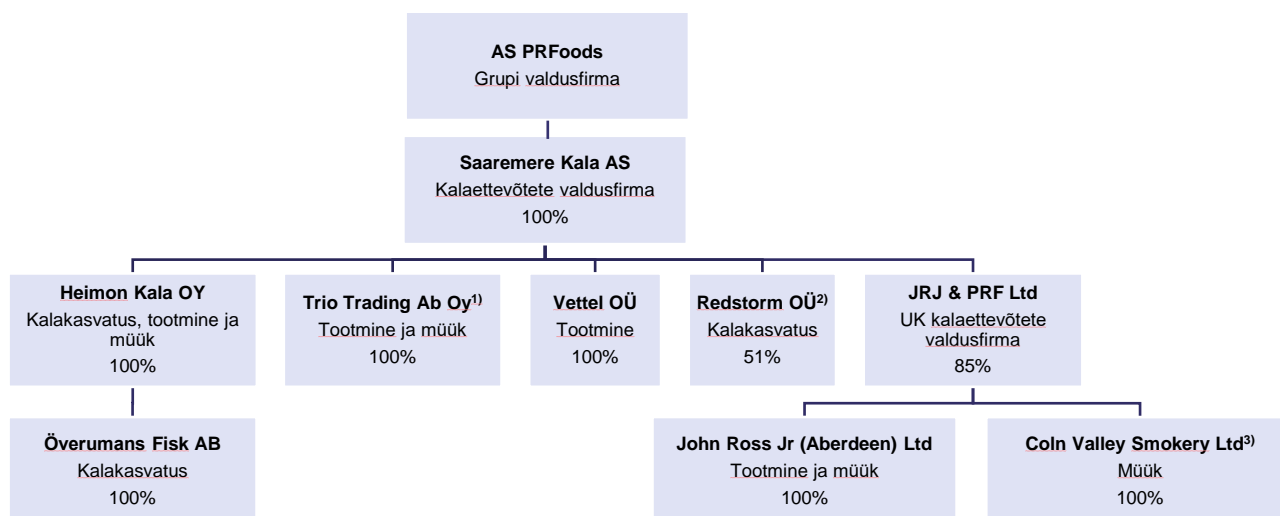 AS PRFoods
Grupi valdusfirma
Saaremere Kala AS
Kalaettevõtete valdusfirma
100%
Heimon Kala OY
Kalakasvatus, tootmine ja
müük
100%
Trio Trading Ab Oy1)
Tootmine ja müük
100%
Vettel OÜ
Tootmine
100%
Redstorm OÜ2)
Kalakasvatus
51%
JRJ & PRF Ltd
UK kalaettevõtete
valdusfirma
85%
Överumans Fisk AB
Kalakasvatus
100%
John Ross Jr (Aberdeen) Ltd
Tootmine ja müük
100%
Coln Valley Smokery Ltd3)
Müük
100%